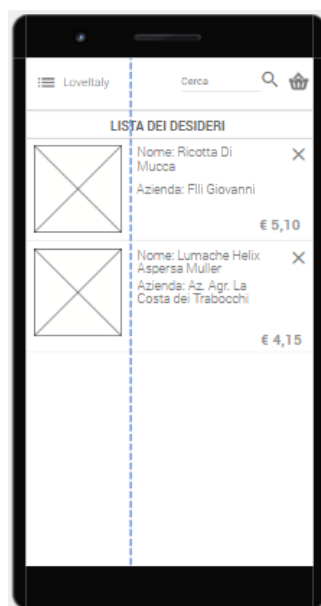 LoveItaly
Cerca
LISTA DEI DESIDERI
Nome: Ricotta Di
Mucca
Azienda: Flli Giovanni
€ 5,10
Nome: Lumache Helix
Aspersa Muller
Azienda: Az. Agr. La
Costa dei Trabocchi
€ 4,15